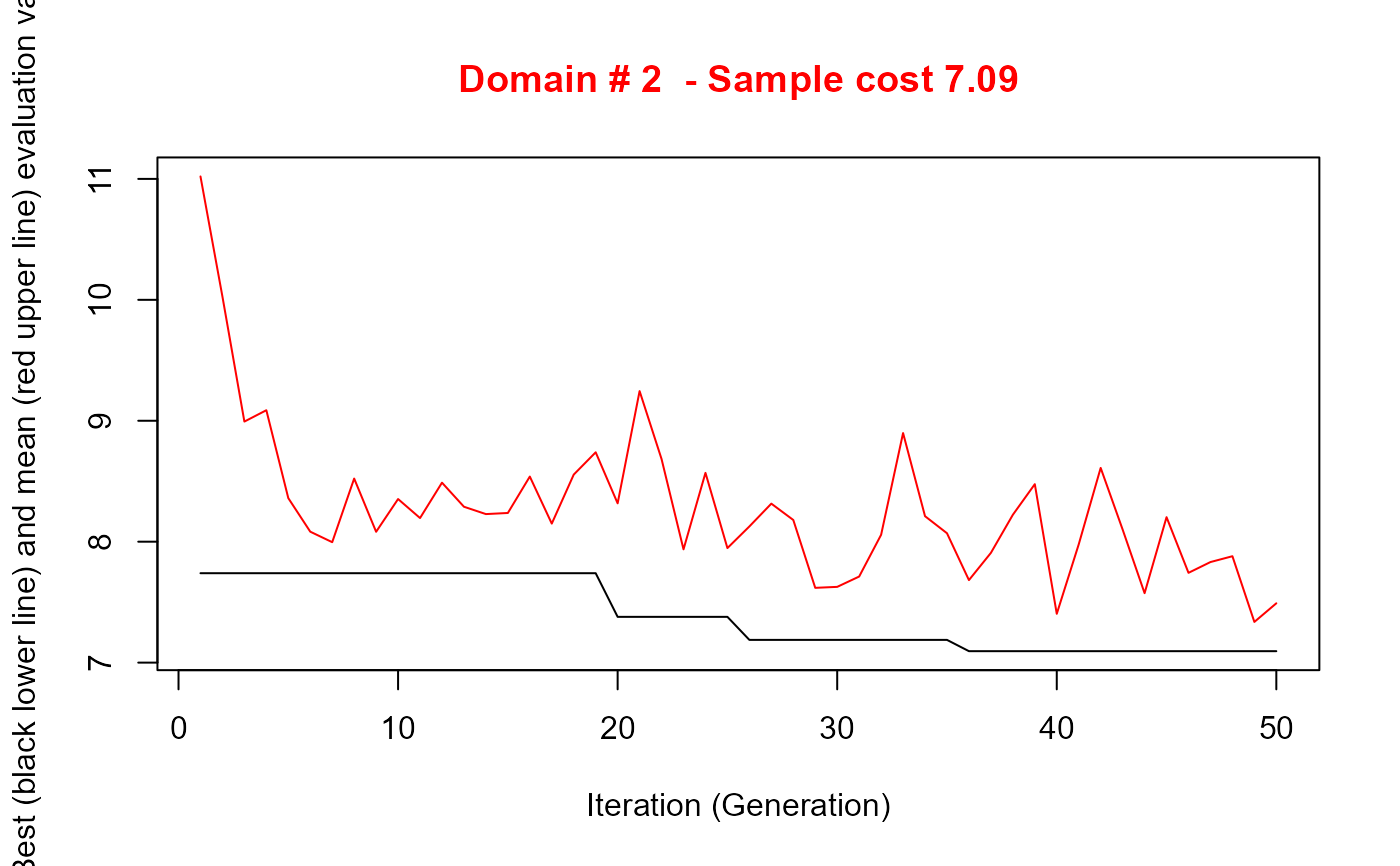 Domain # 2  - Sample cost 7.09
Best (black lower line) and mean (red upper line) evaluation
11
10
9
8
7
0 10 20 30 40 50
Iteration (Generation)